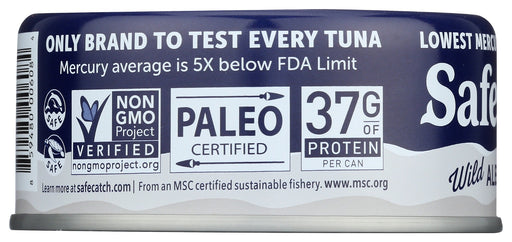 ONLY BRAND TO TEST EVERY TUNA
Mercury average is 5X below FDA Limit
NON
GMO
Project
VERIFIED
nongmoproject.org
PALEO
CERTIFIED
37G
OF
PROTEIN
PER CAN
SAFE
SAFE
Learn more at safecatch.com | From an MSC certified sustainable fishery. www.msc.org
LOWEST MERCU
Safe
Wild